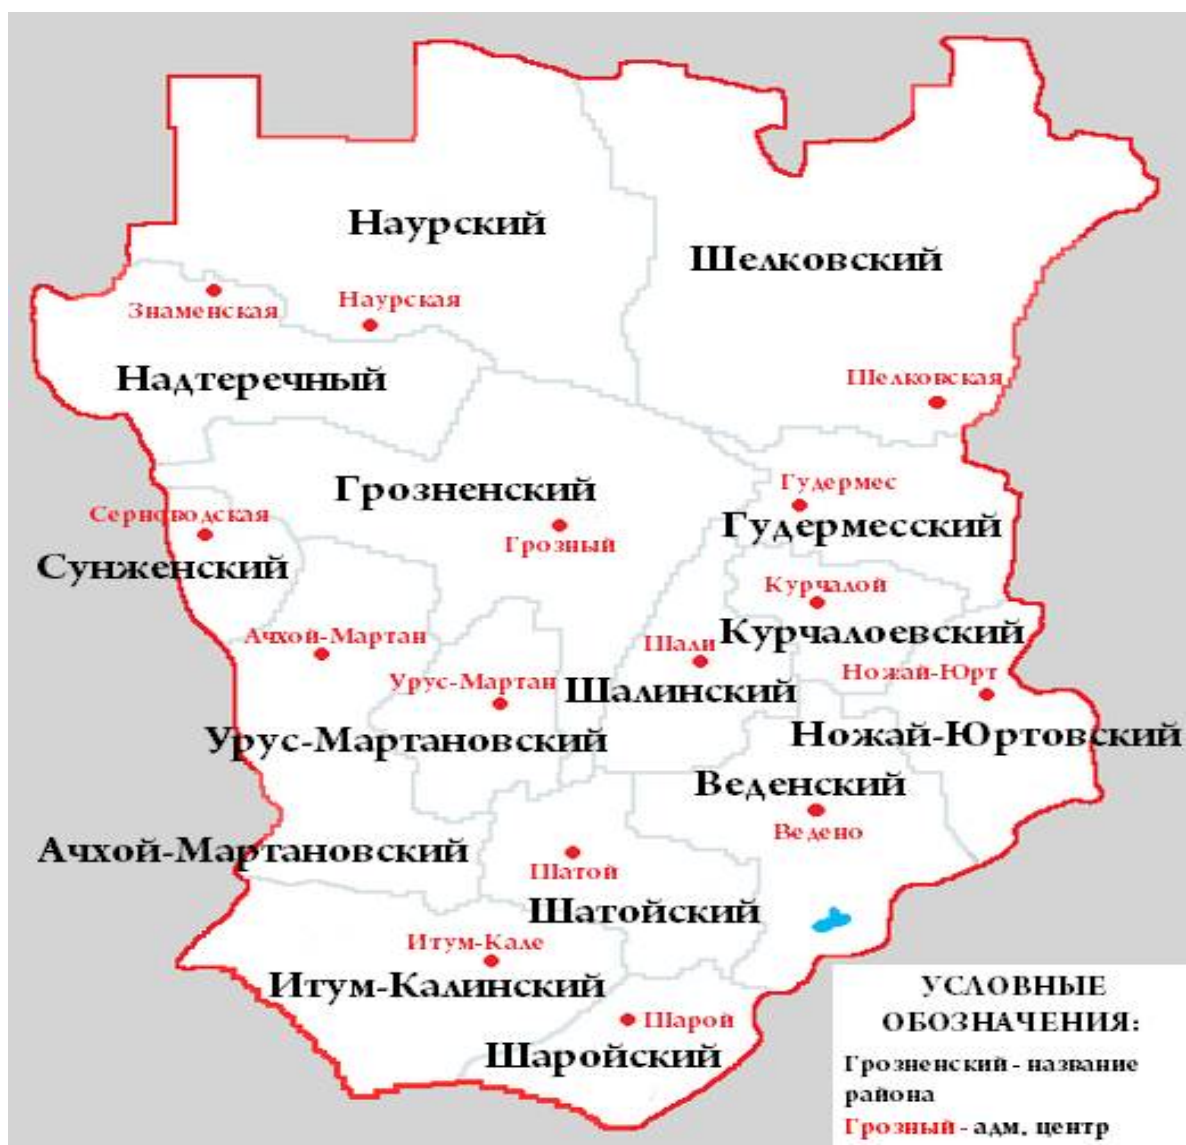 Наурский
Шелковский
Знаменская
Наурская
Надтеречный
Шелковская
Грозненский
Гудермес
Серноводская
Гудермесский
Грозный
Сунженский
Курчалой
Ачхой-Мартан
Шали
Курчалоевский
Урус-Мартан
Шалинский
Ножай-Юрт
Урус-Мартановский
Ножай-Юртовский
Веденский
Ведено
Ачхой-Мартановский
Шатой
Шатойский
Итум-Кале
Итум-Калинский
Шарой
Шаройский
УСЛОВНЫЕ
ОБОЗНАЧЕНИЯ:
Грозненский - название
района
Грозный - адм. центр